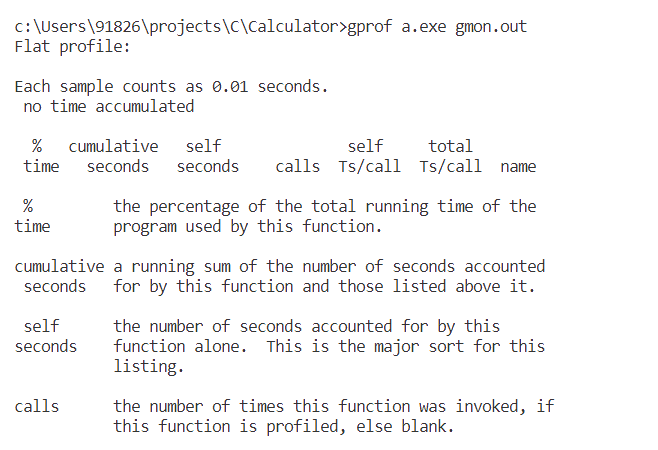 c:\Users\91826\projects\C\Calculator>gprof a.exe gmon.out
Flat profile:
Each sample counts as 0.01 seconds.
no time accumulated
% cumulative self self total
time seconds seconds calls Ts/call Ts/call name
% the percentage of the total running time of the
time program used by this function.
cumulative a running sum of the number of seconds accounted
seconds for by this function and those listed above it.
self the number of seconds accounted for by this
seconds function alone. This is the major sort for this
listing.
calls the number of times this function was invoked, if
this function is profiled, else blank.